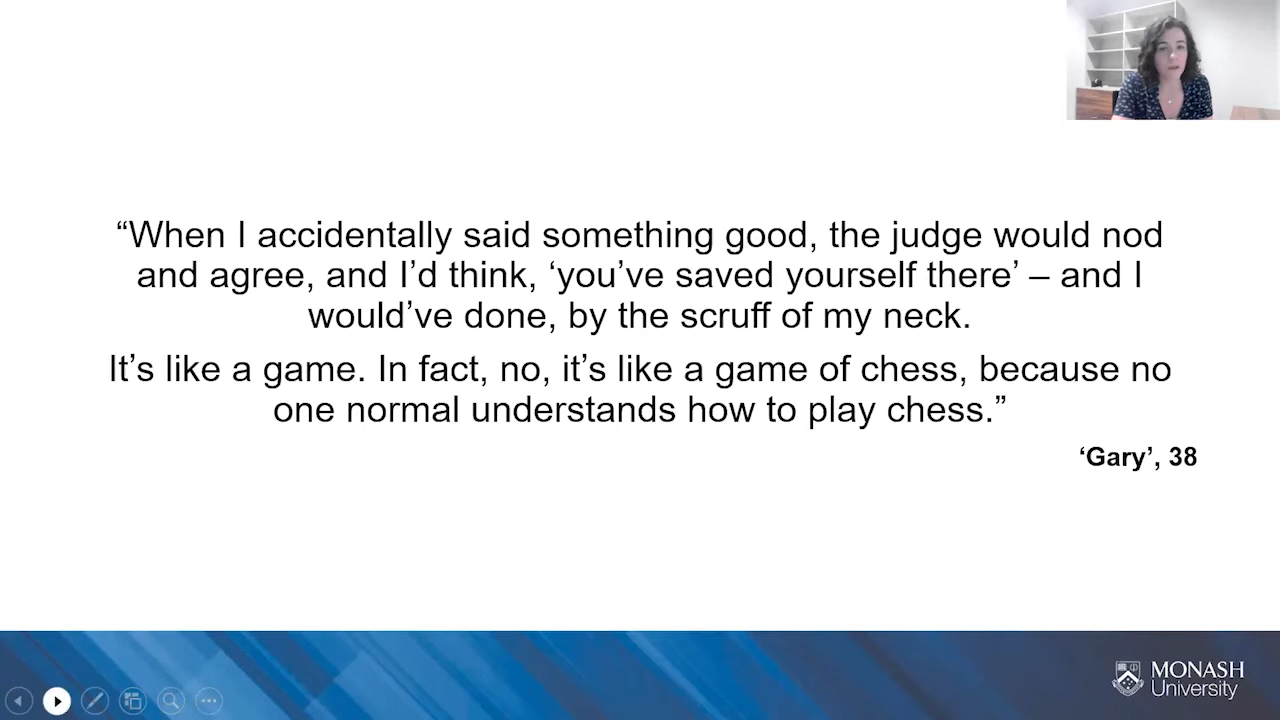 “When I accidentally said something good, the judge would nod
and agree, and I’d think, ‘you’ve saved yourself there’ – and I
would’ve done, by the scruff of my neck.
It’s like a game. In fact, no, it’s like a game of chess, because no
one normal understands how to play chess.”
‘Gary’, 38
MONASH
University